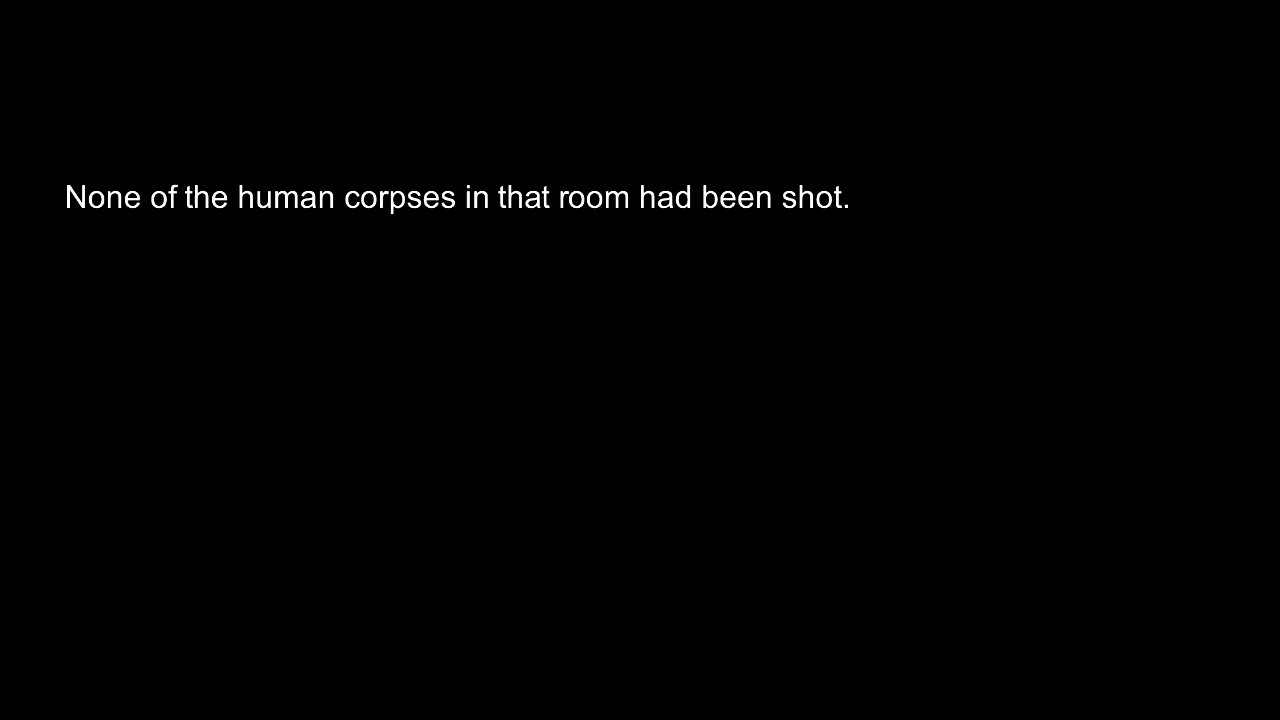 None of the human corpses in that room had been shot.